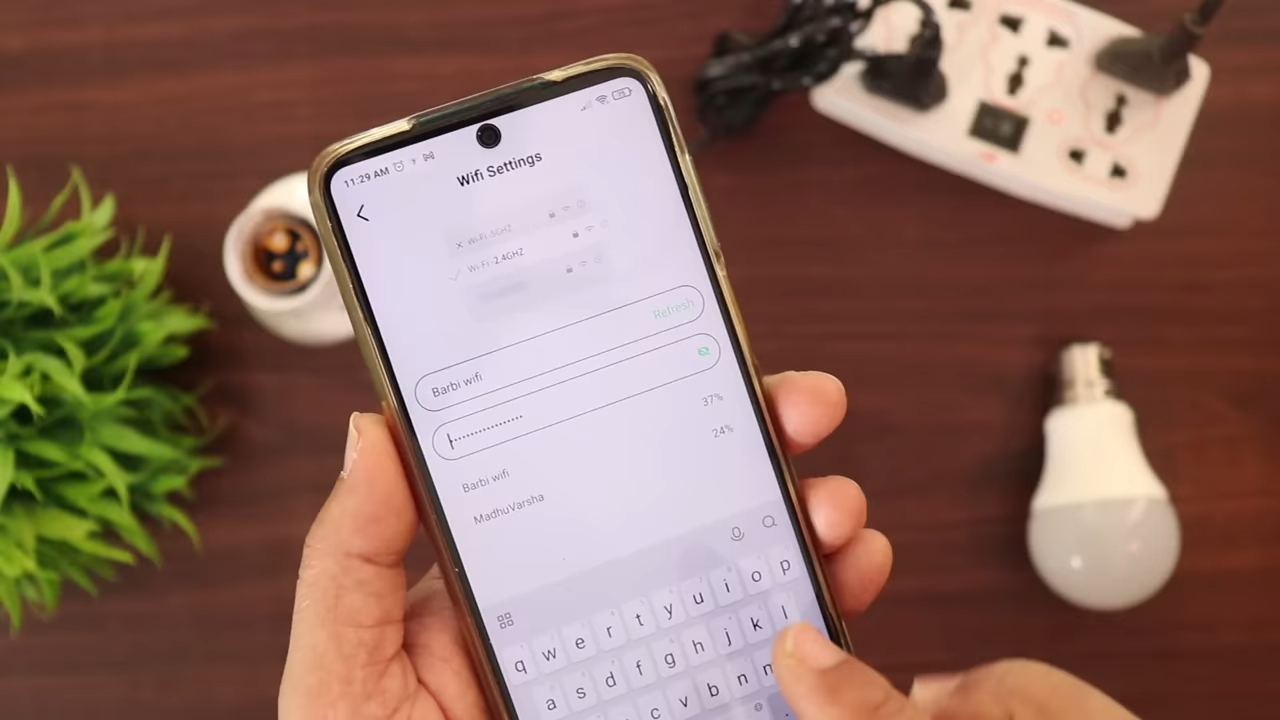 11:29 AM
Wifi Settings
Wi-Fi -5GHZ
Wi-Fi -2.4GHZ
Refresh
Barbi wifi
37%
24%
Barbi wifi
MadhuVarsha
q w e r t y u i o p
a s d f g h j k l
c v b n